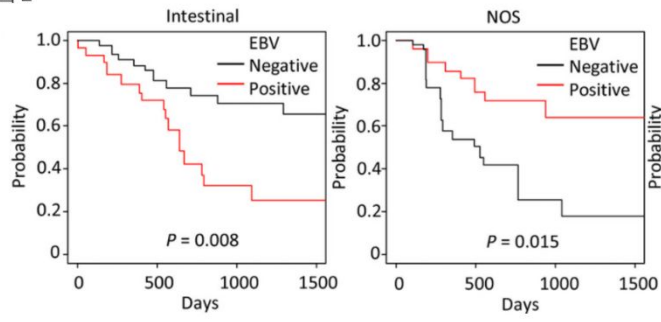 Intestinal
EBV
Negative
Positive
Probability
1.0
0.8
0.6
0.4
0.2
0
P = 0.008
0
500
1000
1500
Days
NOS
EBV
Negative
Positive
Probability
1.0
0.8
0.6
0.4
0.2
0
P = 0.015
0
500
1000
1500
Days
Probability